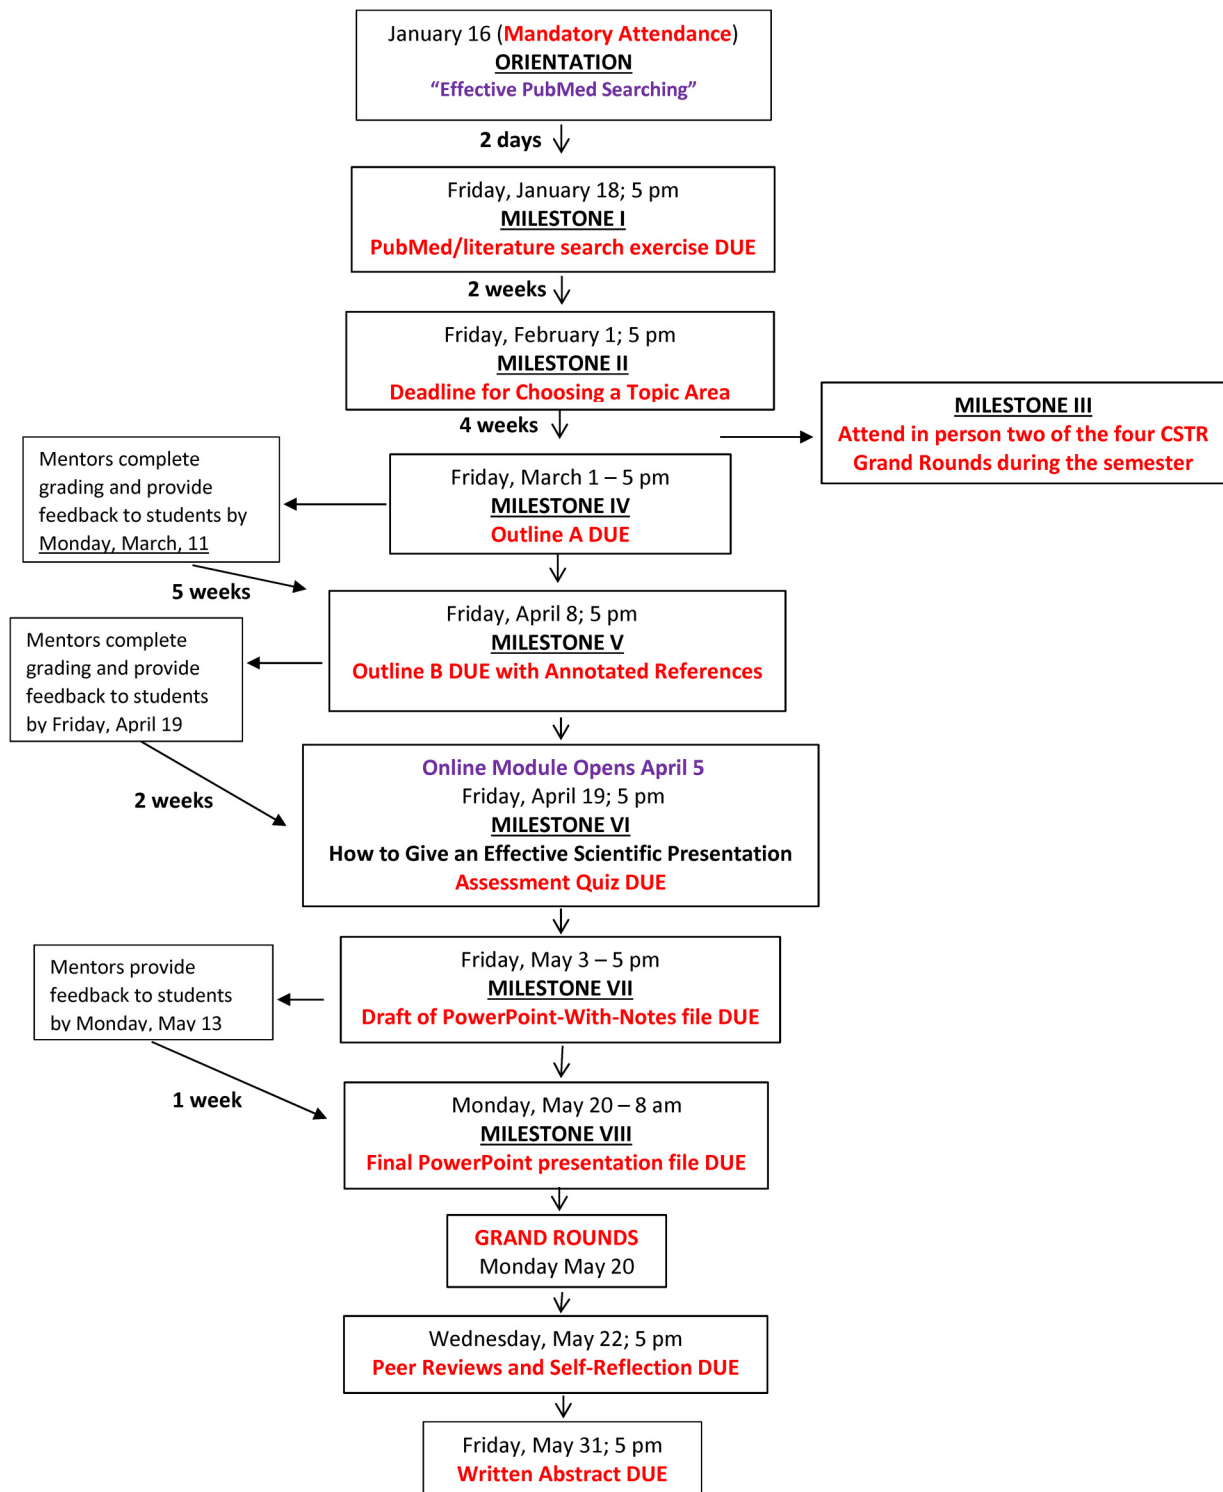 January 16 (Mandatory Attendance)
ORIENTATION
“Effective PubMed Searching”
2 days
Friday, January 18; 5 pm
MILESTONE I
PubMed/literature search exercise DUE
2 weeks
Friday, February 1; 5 pm
MILESTONE II
Deadline for Choosing a Topic Area
4 weeks
MILESTONE III
Attend in person two of the four CSTR
Grand Rounds during the semester
Friday, March 1 – 5 pm
MILESTONE IV
Outline A DUE
Mentors complete
grading and provide
feedback to students by
Monday, March, 11
5 weeks
Friday, April 8; 5 pm
MILESTONE V
Outline B DUE with Annotated References
Mentors complete
grading and provide
feedback to students
by Friday, April 19
2 weeks
Online Module Opens April 5
Friday, April 19; 5 pm
MILESTONE VI
How to Give an Effective Scientific Presentation
Assessment Quiz DUE
Friday, May 3 – 5 pm
MILESTONE VII
Draft of PowerPoint-With-Notes file DUE
Mentors provide
feedback to students
by Monday, May 13
1 week
Monday, May 20 – 8 am
MILESTONE VIII
Final PowerPoint presentation file DUE
GRAND ROUNDS
Monday May 20
Wednesday, May 22; 5 pm
Peer Reviews and Self-Reflection DUE
Friday, May 31; 5 pm
Written Abstract DUE